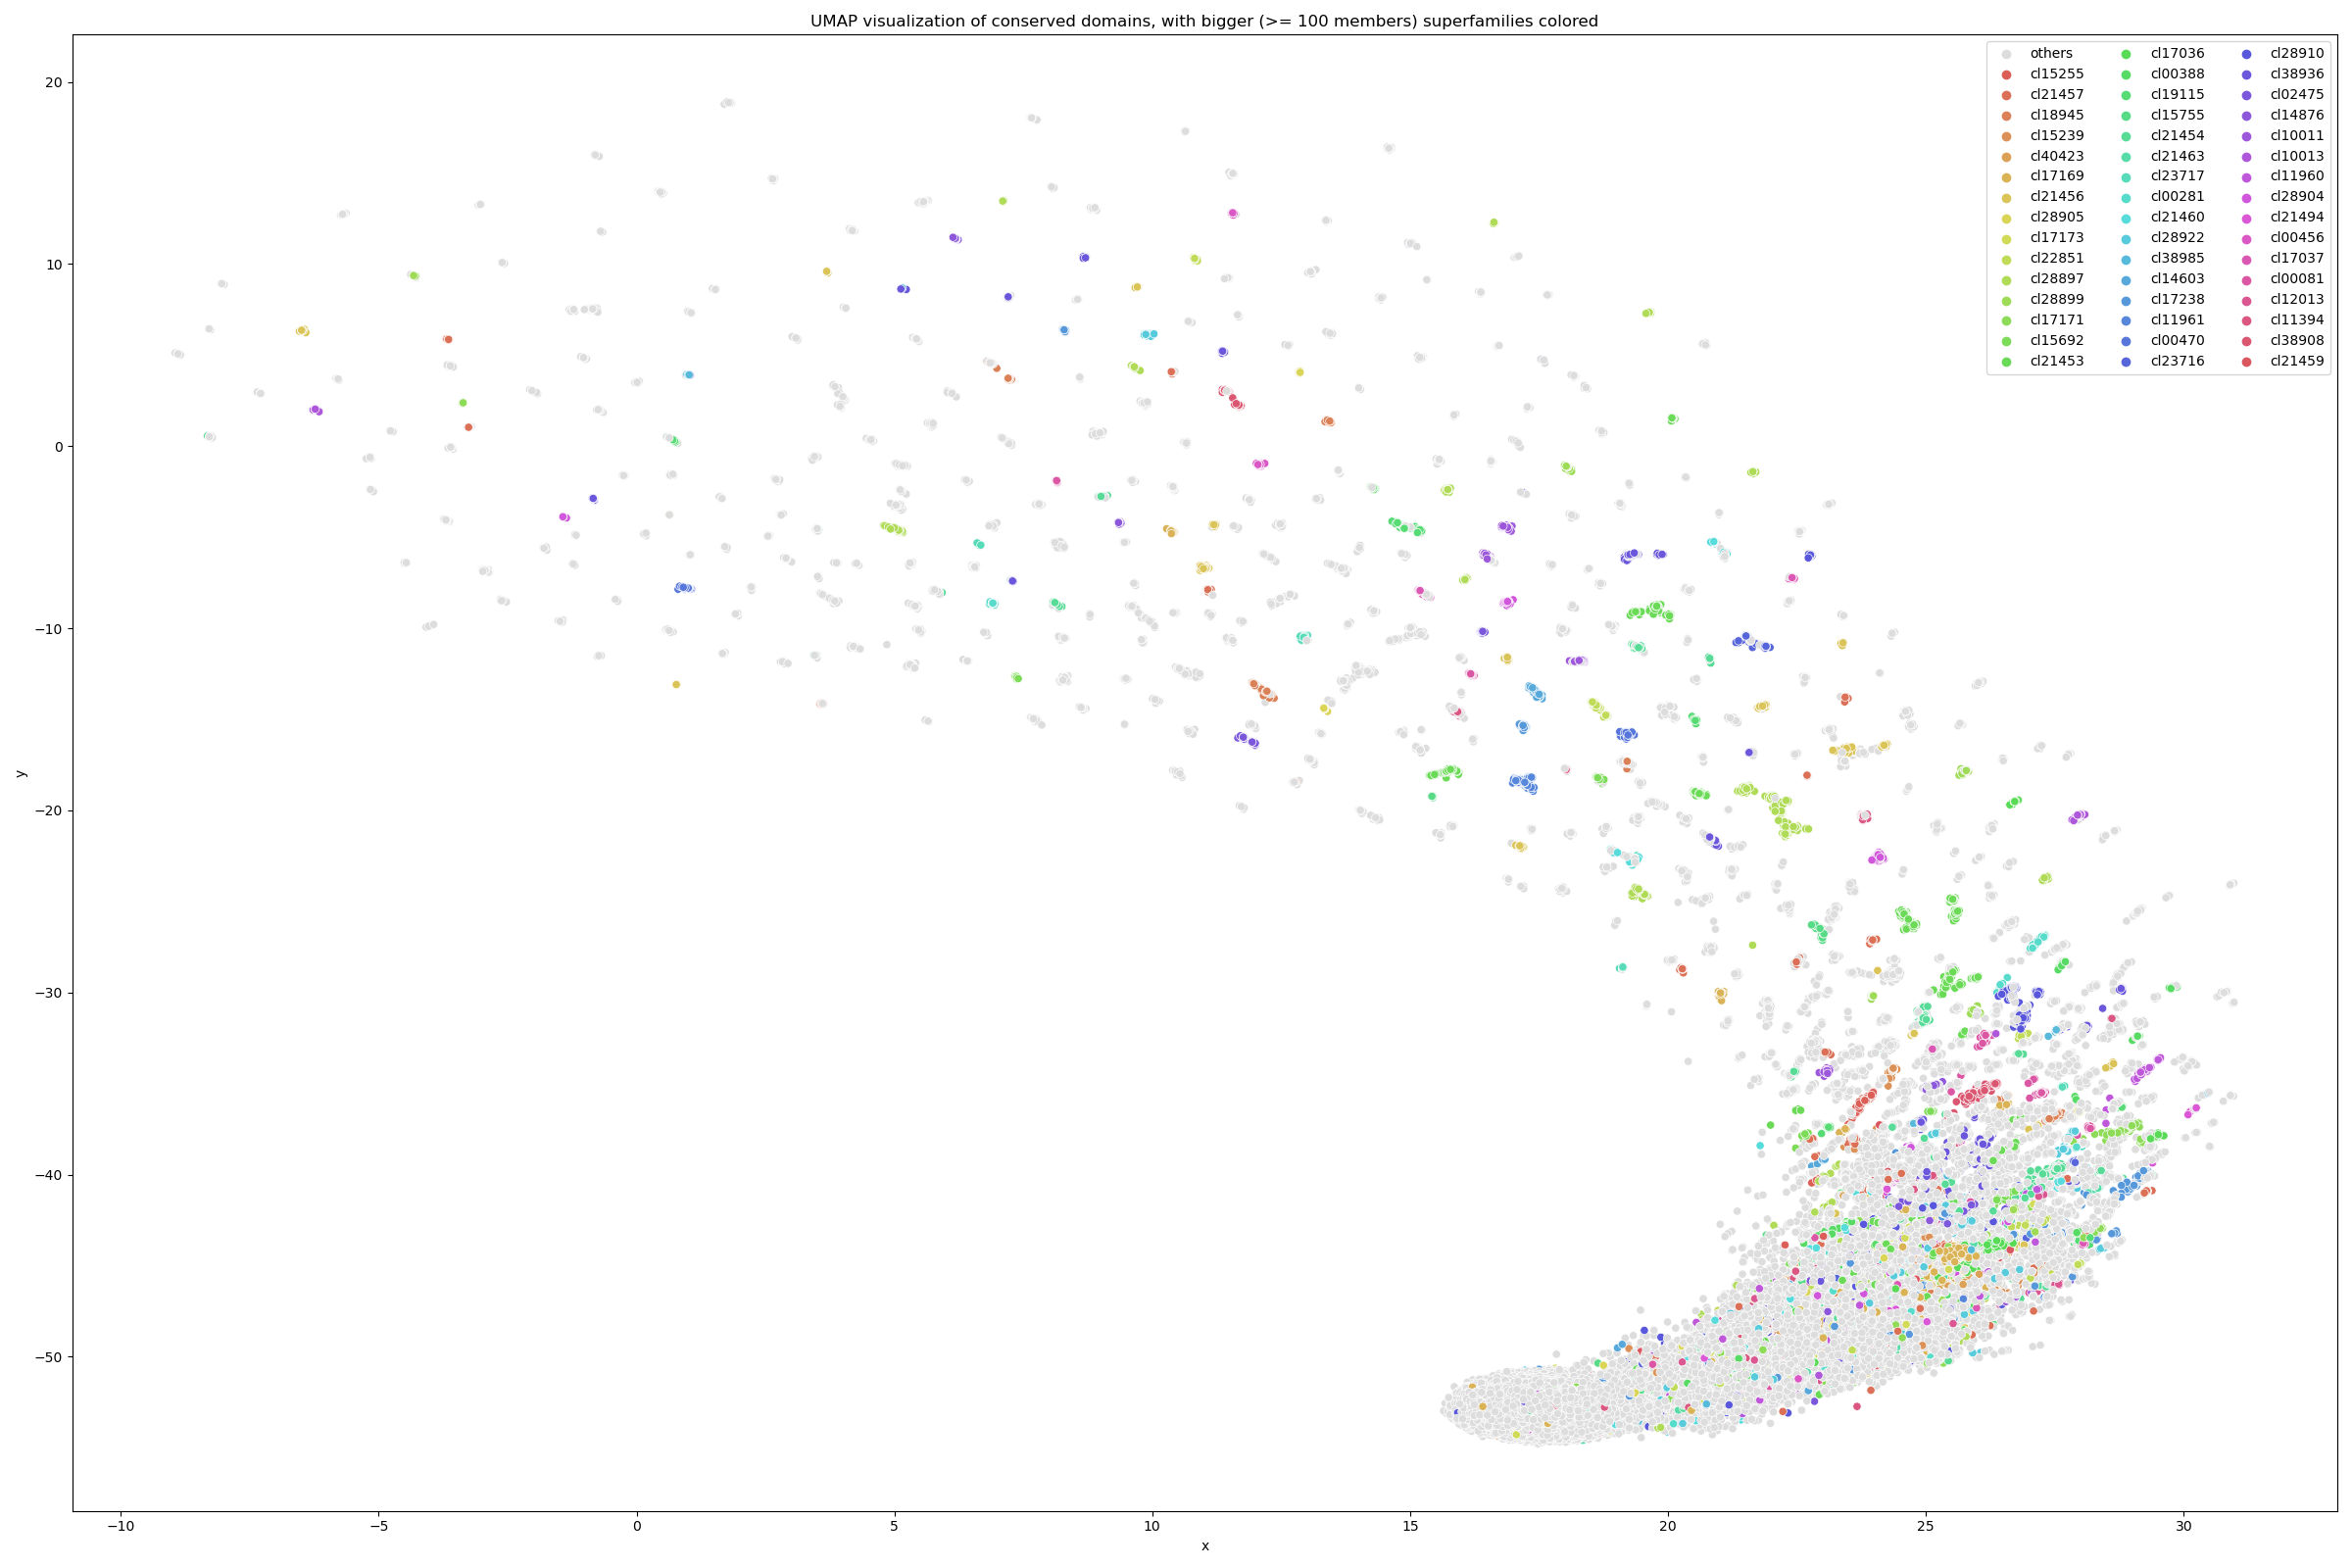 UMAP visualization of conserved domains, with bigger (>= 100 members) superfamilies colored
others
cl15255
cl21457
cl18945
cl15239
cl40423
cl17169
cl21456
cl28905
cl17173
cl22851
cl28897
cl28899
cl17171
cl15692
cl21453
cl17036
cl00388
cl19115
cl15755
cl21454
cl21463
cl23717
cl00281
cl21460
cl28922
cl38985
cl14603
cl17238
cl11961
cl00470
cl23716
cl28910
cl38936
cl02475
cl14876
cl10011
cl10013
cl11960
cl28904
cl21494
cl00456
cl17037
cl00081
cl12013
cl11394
cl38908
cl21459
y
20
10
0
−10
−20
−30
−40
−50
−10
−5
0
5
10
15
20
25
30
x